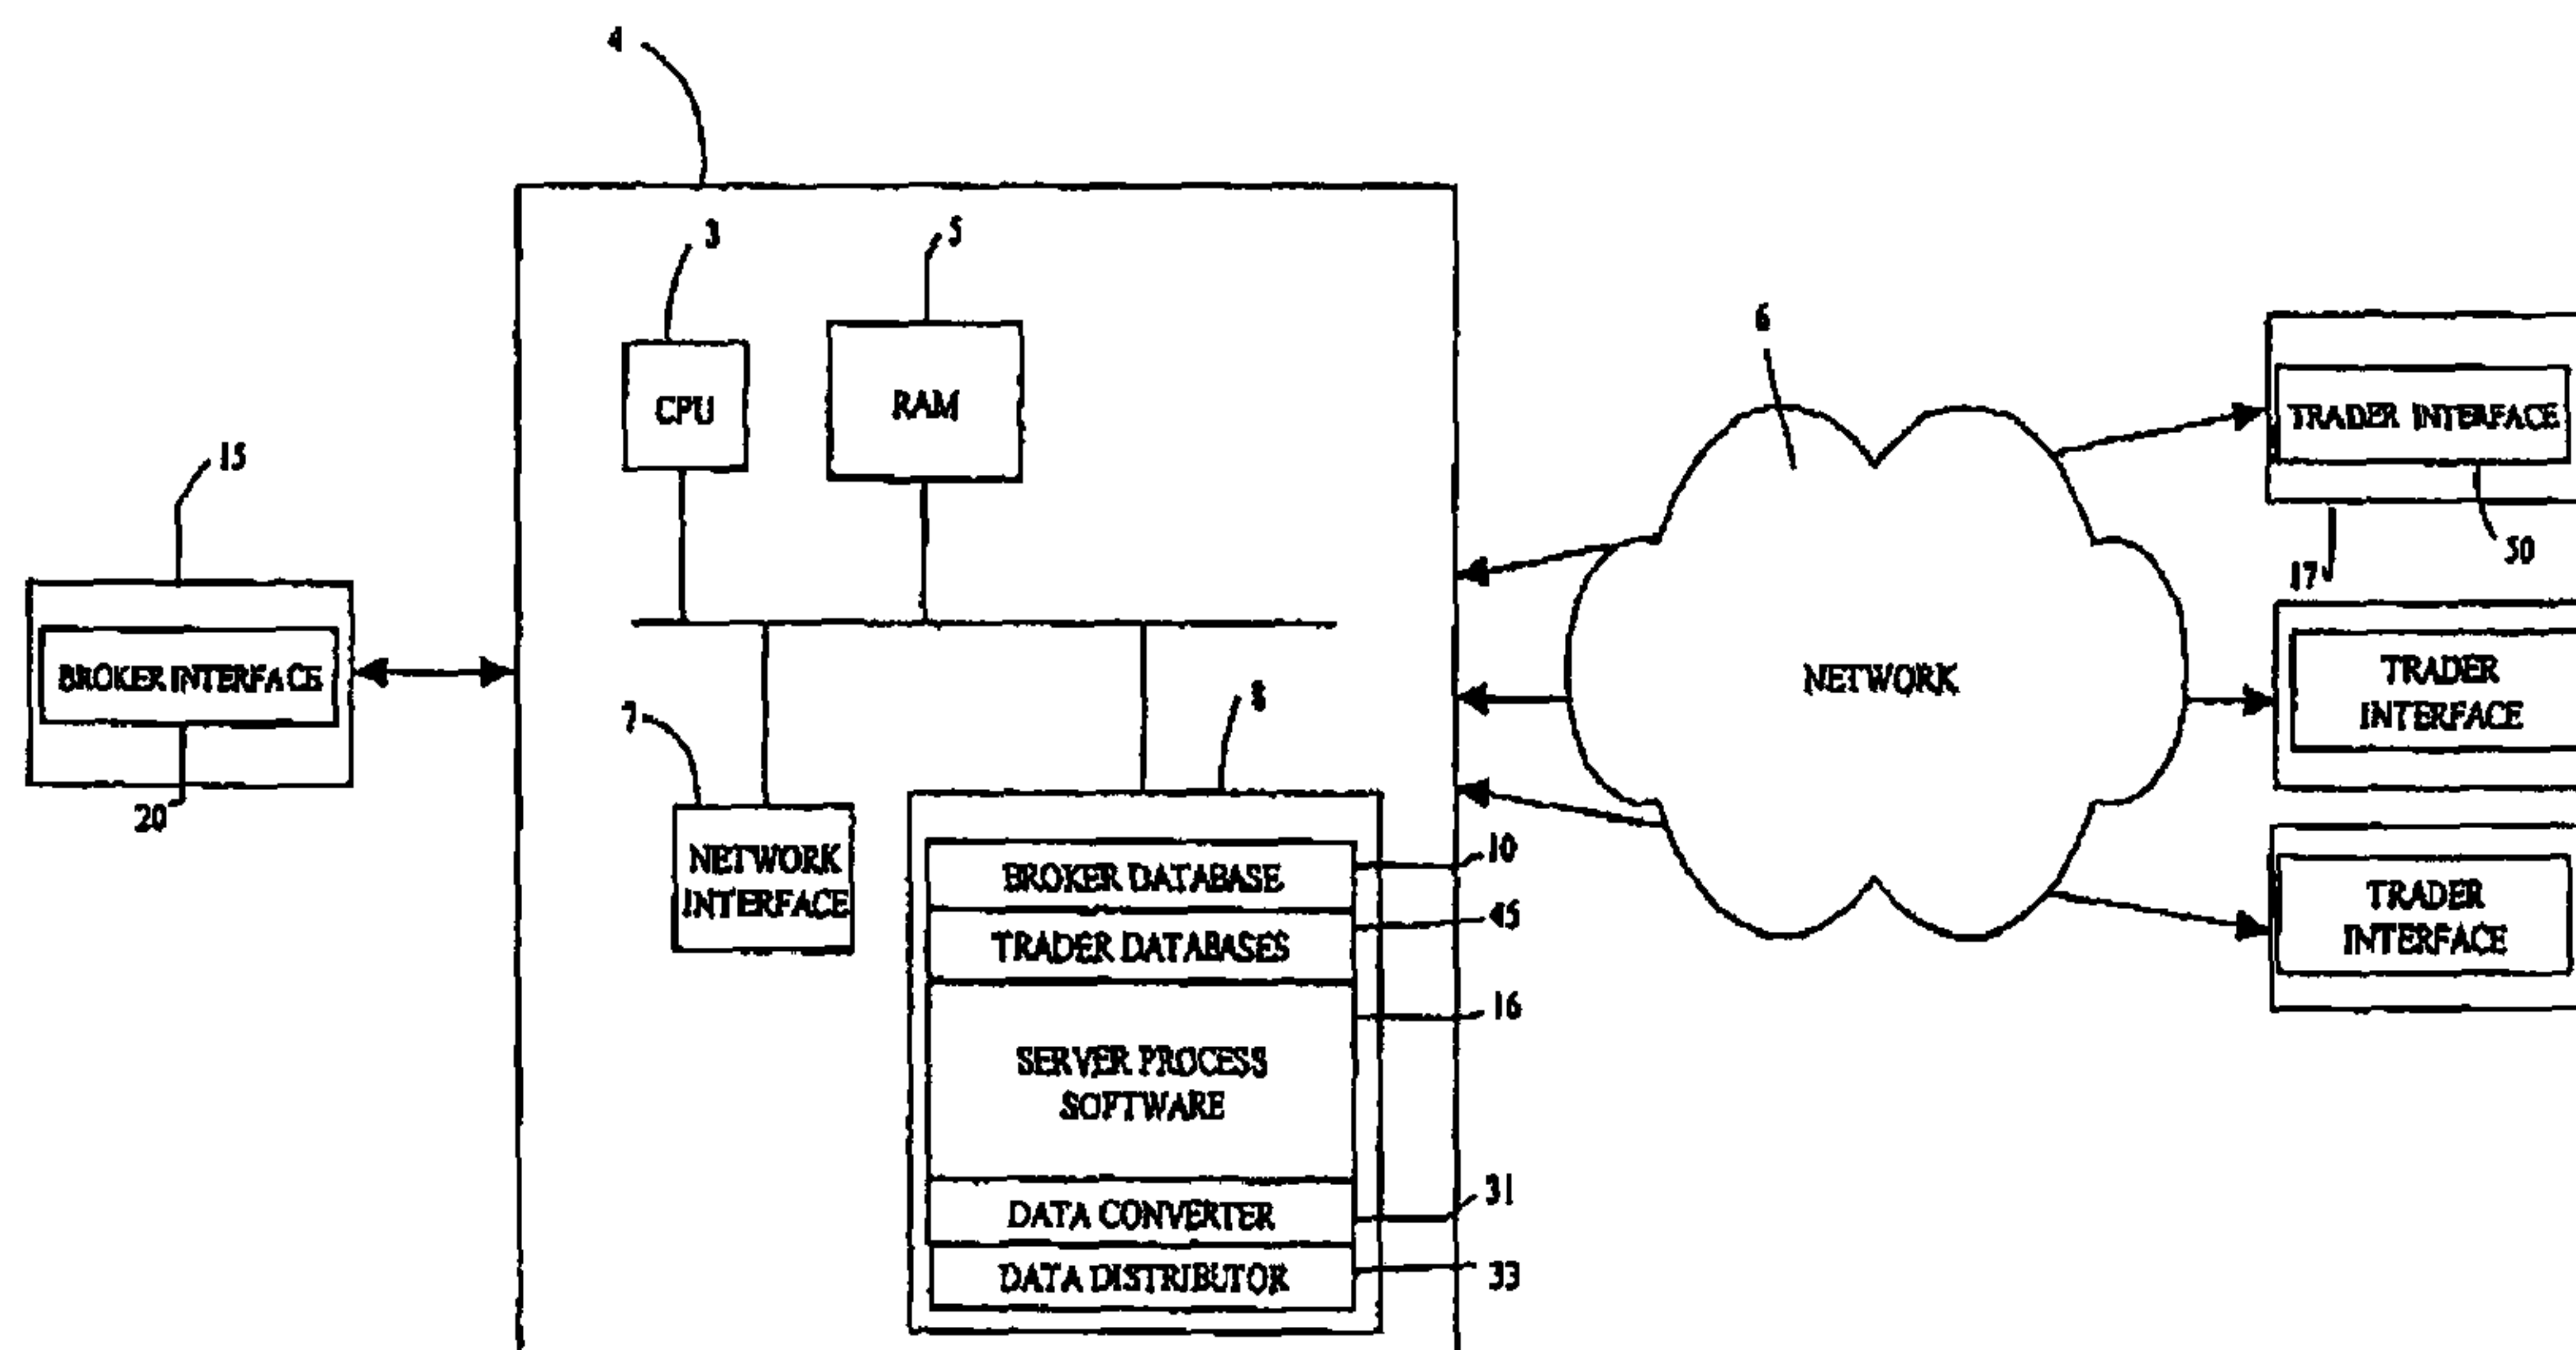 4
3
5
CPU
RAM
6
TRADER INTERFACE
50
17
15
BROKER INTERFACE
20
NETWORK
TRADER
INTERFACE
7
8
NETWORK
INTERFACE
BROKER DATABASE
10
TRADER DATABASES
45
16
SERVER PROCESS
SOFTWARE
TRADER
INTERFACE
DATA CONVERTER
31
DATA DISTRIBUTOR
33